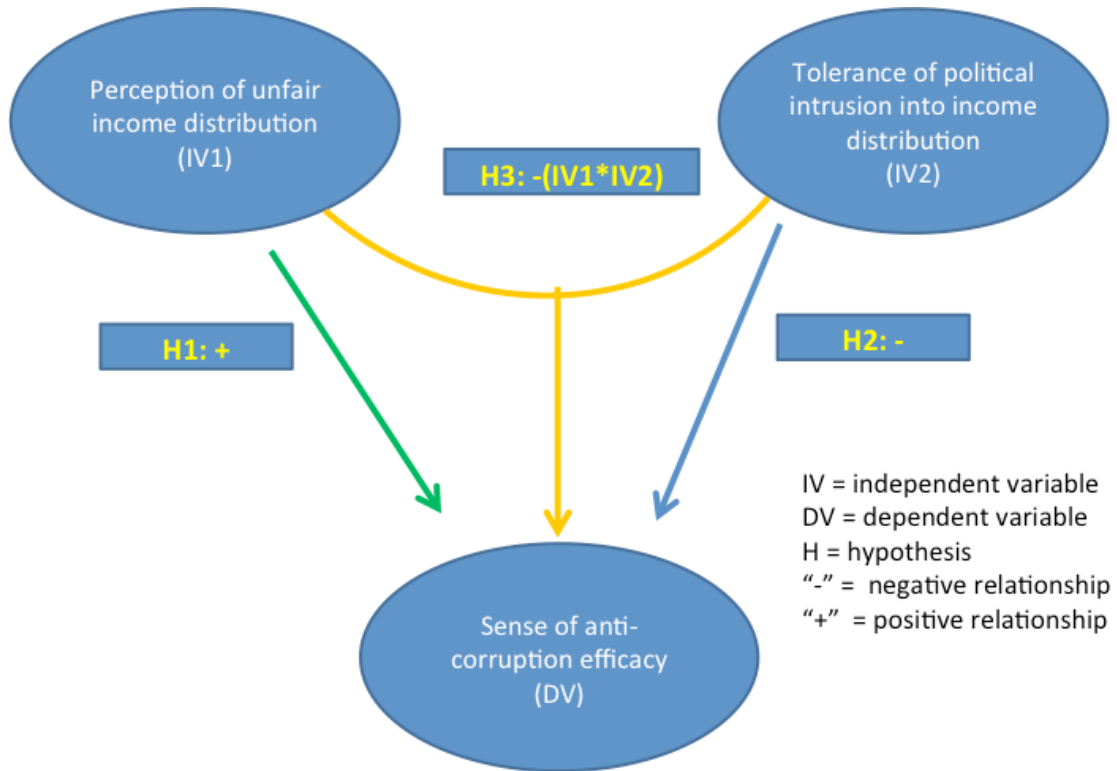 Perception of unfair
income distribution
(IV1)
Tolerance of political
intrusion into income
distribution
(IV2)
H3: -(IV1*IV2)
H1: +
H2: -
IV = independent variable
DV = dependent variable
H = hypothesis
“-” =  negative relationship
“+”  = positive relationship
Sense of anti-
corruption efficacy
(DV)